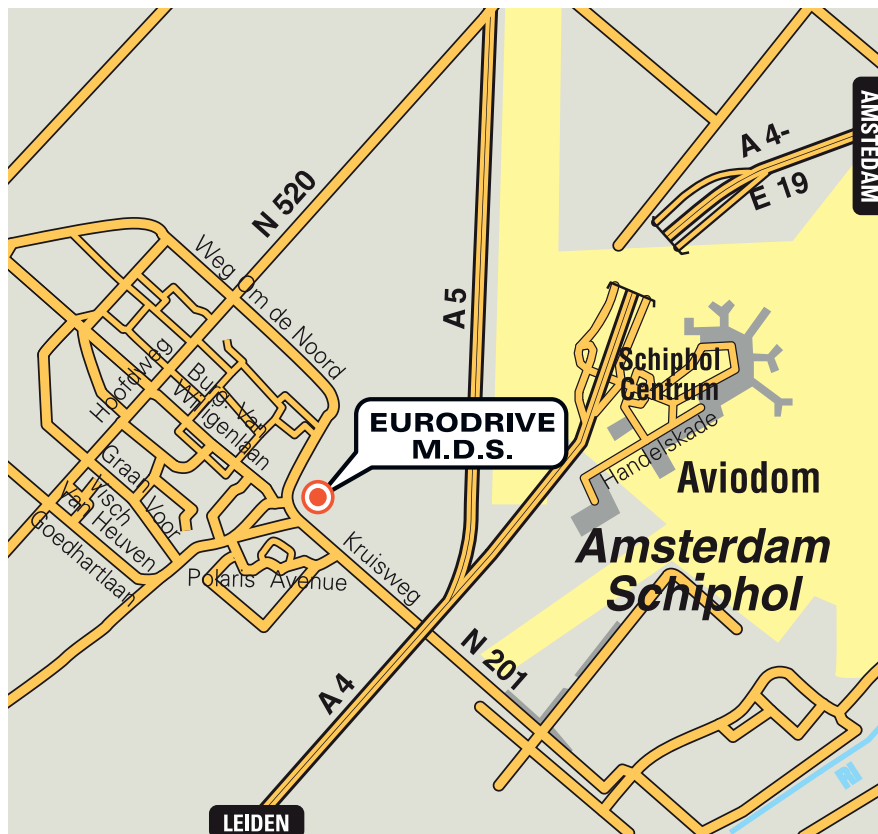 AMSTEDAM
A 4-
E 19
N 520
Weg Om de Noord
A 5
Schiphol
Centrum
Hoofdweg
Burg. Van
Willigenlaan
EURODRIVE
M.D.S.
Handelskade
Aviodom
Graan
Voor
Visch
Van Heuven
Goedhartlaan
Kruisweg
Amsterdam
Schiphol
Polaris Avenue
N 201
A 4
LEIDEN